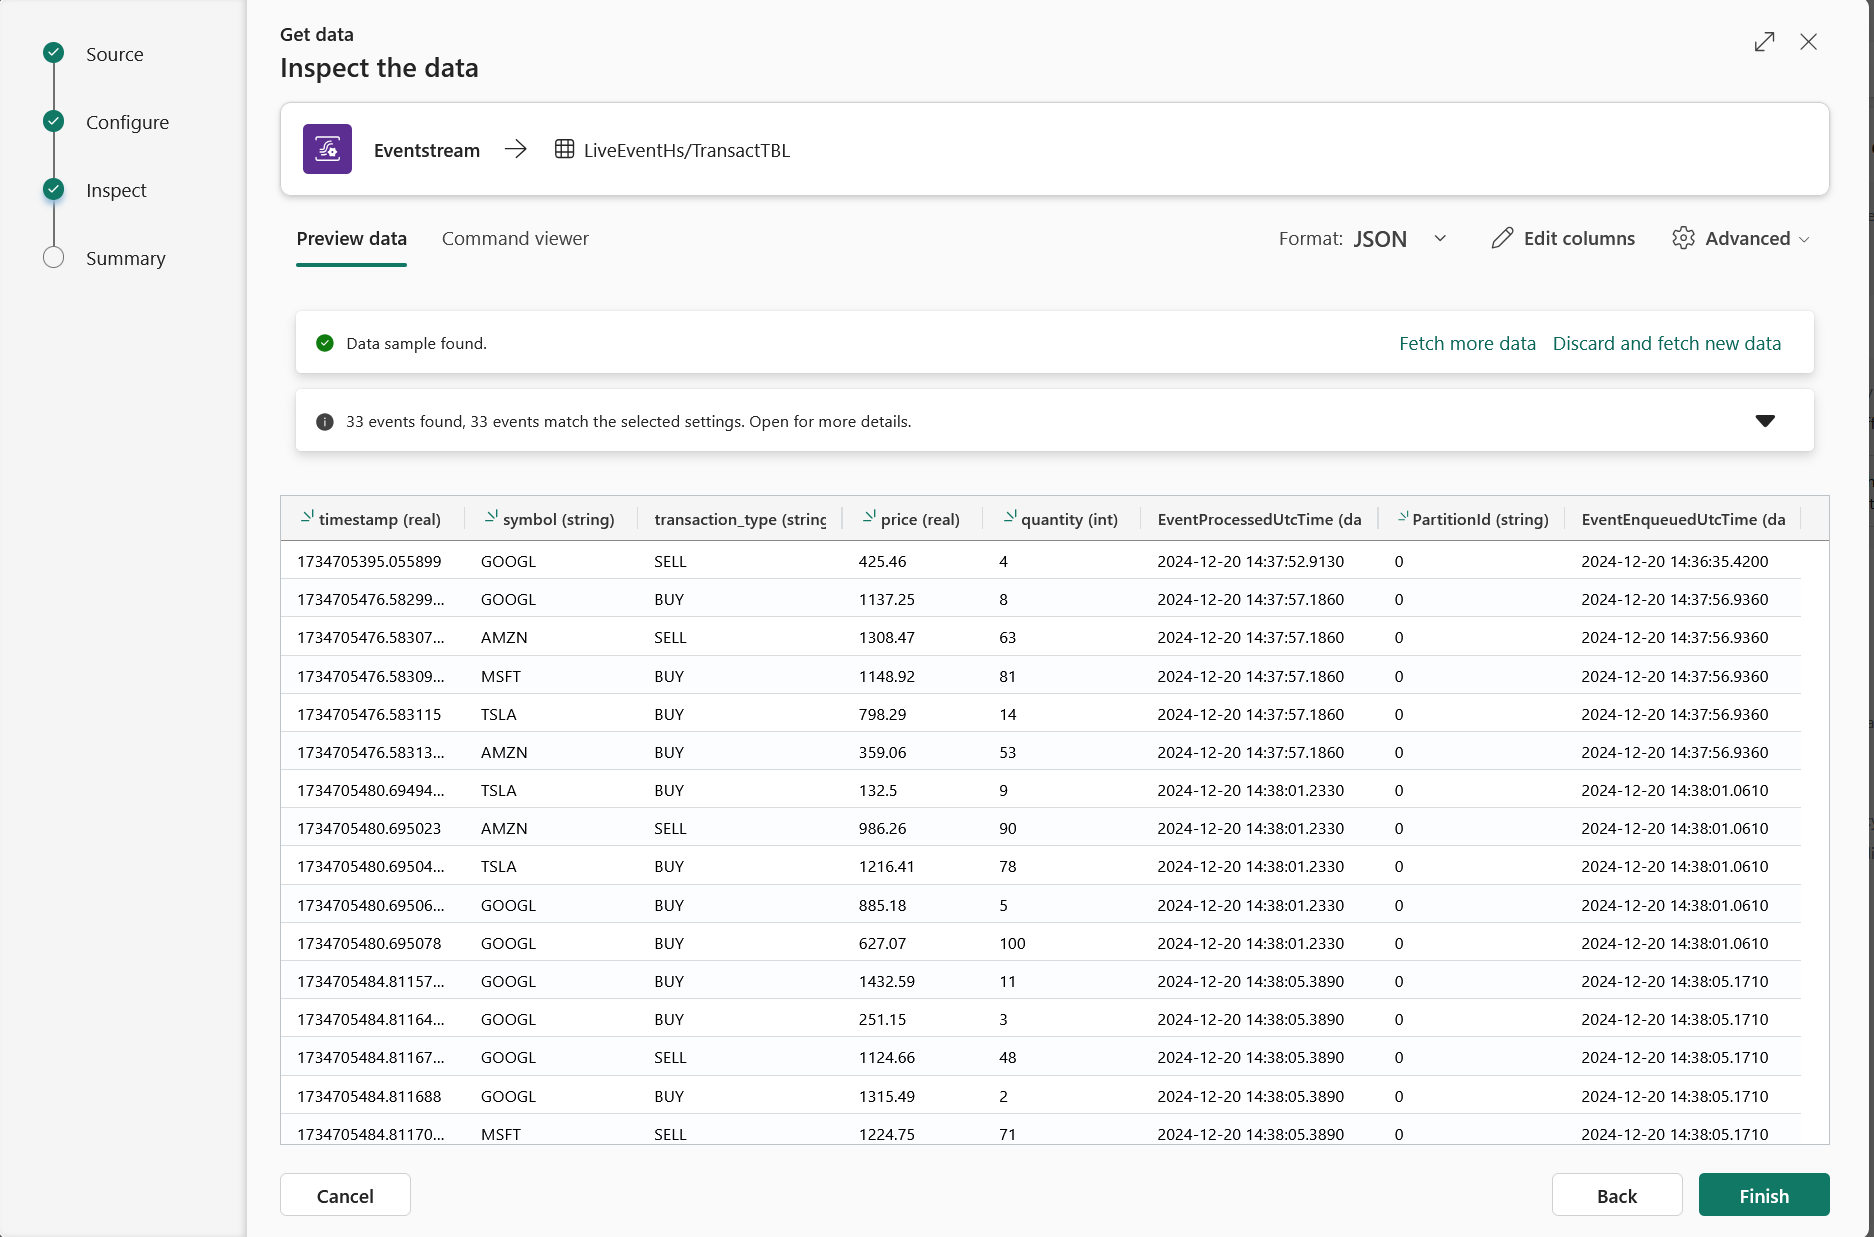 Source
Configure
Inspect
Summary
Get data
Inspect the data
Eventstream LiveEventHs/TransactTBL
Preview data Command viewer Format: JSON Edit columns Advanced
Data sample found. Fetch more data Discard and fetch new data
33 events found, 33 events match the selected settings. Open for more details.
timestamp (real) symbol (string) transaction_type (string price (real) quantity (int) EventProcessedUtcTime (da PartitionId (string) EventEnqueuedUtcTime (da
1734705395.055899 GOOGL SELL 425.46 4 2024-12-20 14:37:52.9130 0 2024-12-20 14:36:35.4200
1734705476.58299... GOOGL BUY 1137.25 8 2024-12-20 14:37:57.1860 0 2024-12-20 14:37:56.9360
1734705476.58307... AMZN SELL 1308.47 63 2024-12-20 14:37:57.1860 0 2024-12-20 14:37:56.9360
1734705476.58309... MSFT BUY 1148.92 81 2024-12-20 14:37:57.1860 0 2024-12-20 14:37:56.9360
1734705476.583115 TSLA BUY 798.29 14 2024-12-20 14:37:57.1860 0 2024-12-20 14:37:56.9360
1734705476.58313... AMZN BUY 359.06 53 2024-12-20 14:37:57.1860 0 2024-12-20 14:37:56.9360
1734705480.69494... TSLA BUY 132.5 9 2024-12-20 14:38:01.2330 0 2024-12-20 14:38:01.0610
1734705480.695023 AMZN SELL 986.26 90 2024-12-20 14:38:01.2330 0 2024-12-20 14:38:01.0610
1734705480.69504... TSLA BUY 1216.41 78 2024-12-20 14:38:01.2330 0 2024-12-20 14:38:01.0610
1734705480.69506... GOOGL BUY 885.18 5 2024-12-20 14:38:01.2330 0 2024-12-20 14:38:01.0610
1734705480.695078 GOOGL BUY 627.07 100 2024-12-20 14:38:01.2330 0 2024-12-20 14:38:01.0610
1734705484.81157... GOOGL BUY 1432.59 11 2024-12-20 14:38:05.3890 0 2024-12-20 14:38:05.1710
1734705484.81164... GOOGL BUY 251.15 3 2024-12-20 14:38:05.3890 0 2024-12-20 14:38:05.1710
1734705484.81167... GOOGL SELL 1124.66 48 2024-12-20 14:38:05.3890 0 2024-12-20 14:38:05.1710
1734705484.811688 GOOGL BUY 1315.49 2 2024-12-20 14:38:05.3890 0 2024-12-20 14:38:05.1710
1734705484.81170... MSFT SELL 1224.75 71 2024-12-20 14:38:05.3890 0 2024-12-20 14:38:05.1710
Cancel Back Finish